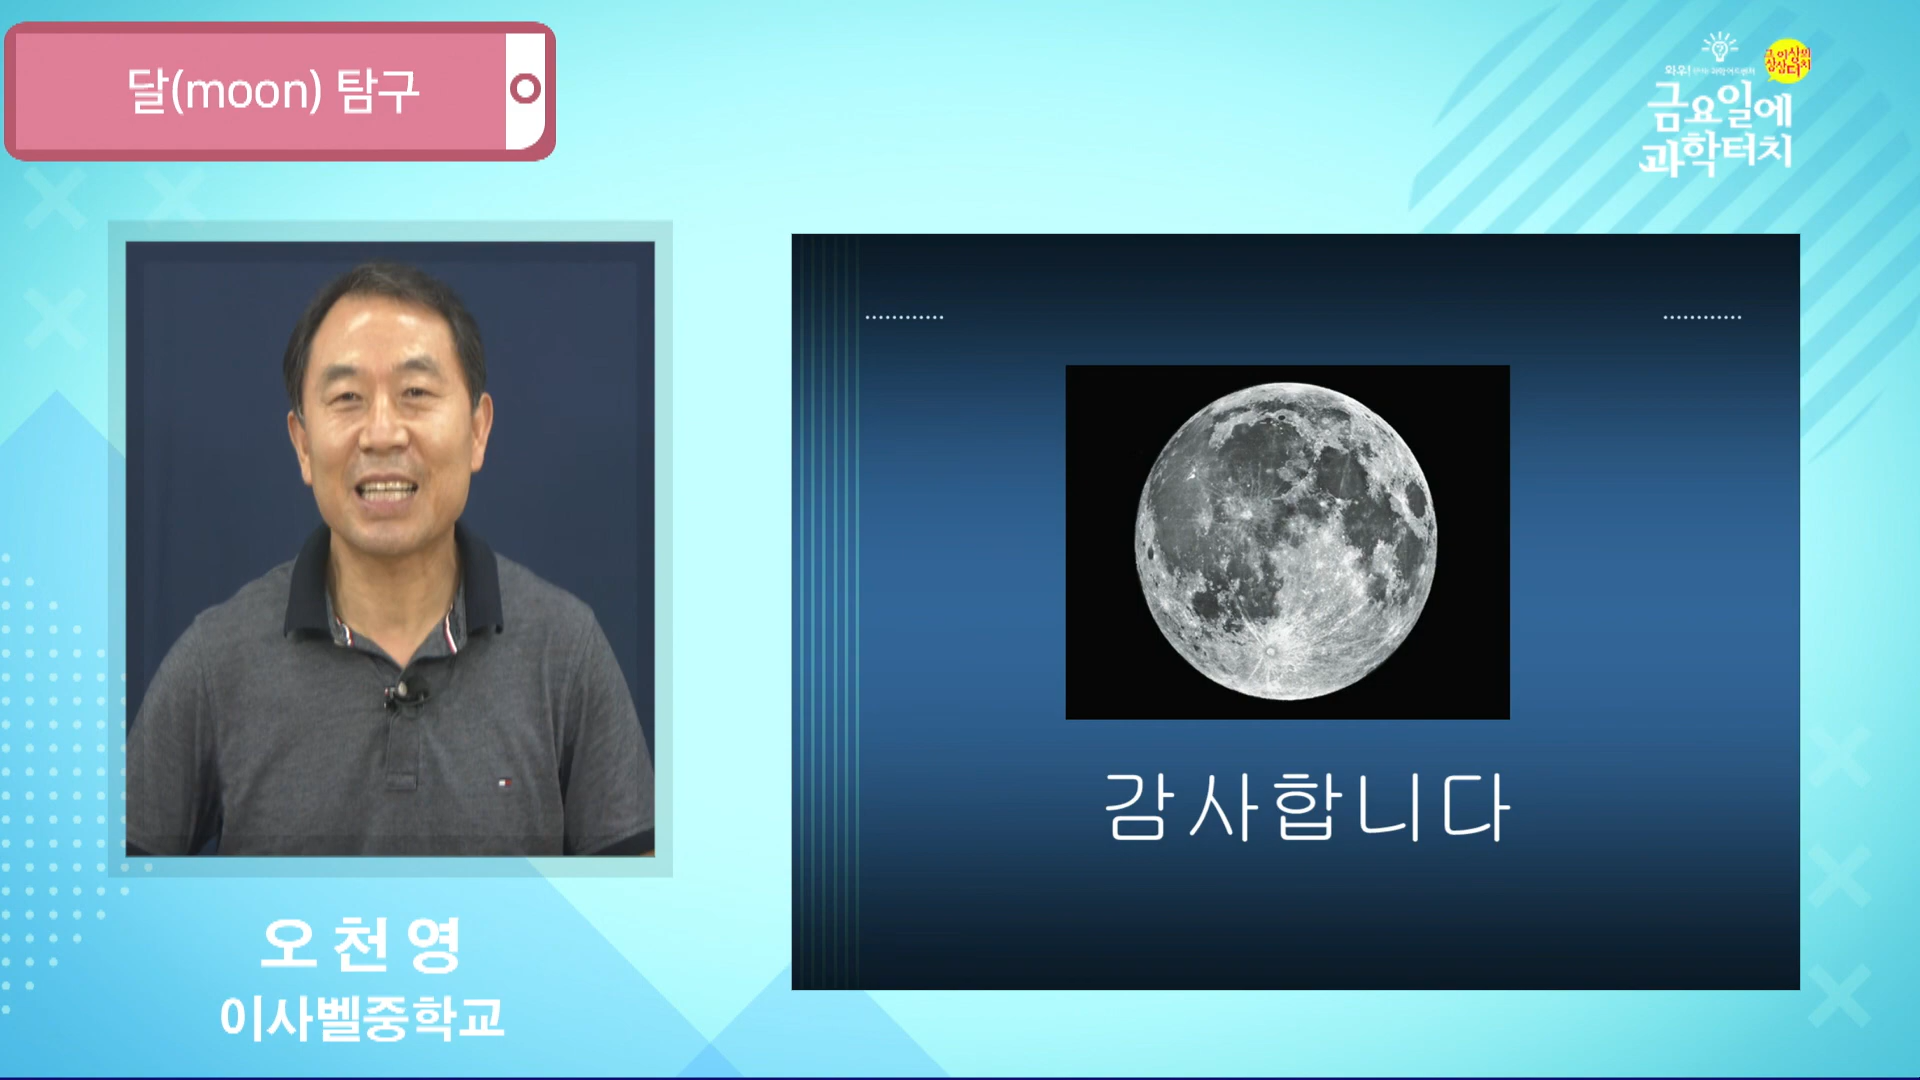 달(moon) 탐구
금요일에
과학터치
감사합니다
오천영
이사벨중학교